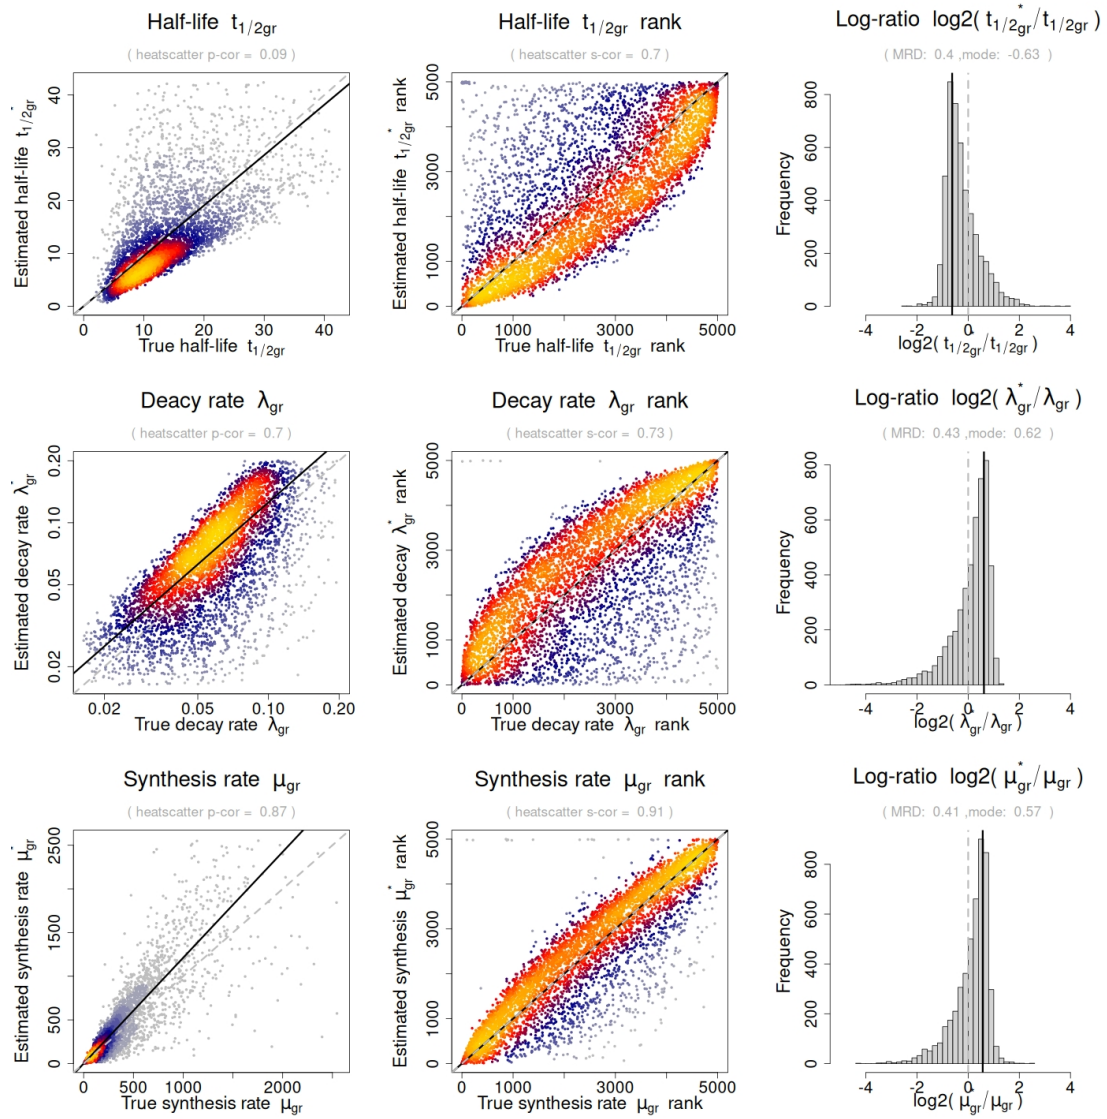 Half-life t1/2gr
( heatscatter p-cor = 0.09 )
Estimated half-life t*1/2gr
40
30
20
10
0
0 10 20 30 40
True half-life t1/2gr
Half-life t1/2gr rank
( heatscatter s-cor = 0.7 )
Estimated half-life t*1/2gr rank
5000
3000
1000
0
0 1000 3000 5000
True half-life t1/2gr rank
Log-ratio log2( t*1/2gr/t1/2gr )
( MRD: 0.4 ,mode: -0.63 )
Frequency
800
600
400
200
0
-4 -2 0 2 4
log2( t*1/2gr/t1/2gr )
Deacy rate λgr
( heatscatter p-cor = 0.7 )
Estimated decay rate λ*gr
0.20
0.10
0.05
0.02
0.02 0.05 0.10 0.20
True decay rate λgr
Decay rate λgr rank
( heatscatter s-cor = 0.73 )
Estimated decay λ*gr rank
5000
3000
1000
0
0 1000 3000 5000
True decay rate λgr rank
Log-ratio log2( λ*gr/λgr )
( MRD: 0.43 ,mode: 0.62 )
Frequency
800
600
400
200
0
-4 -2 0 2 4
log2( λ*gr/λgr )
Synthesis rate μgr
( heatscatter p-cor = 0.87 )
Estimated synthesis rate μ*gr
2500
1500
500
0
0 500 1000 2000
True synthesis rate μgr
Synthesis rate μgr rank
( heatscatter s-cor = 0.91 )
Estimated synthesis μ*gr rank
5000
3000
1000
0
0 1000 3000 5000
True synthesis rate μgr rank
Log-ratio log2( μ*gr/μgr )
( MRD: 0.41 ,mode: 0.57 )
Frequency
800
600
400
200
0
-4 -2 0 2 4
log2( μ*gr/μgr )